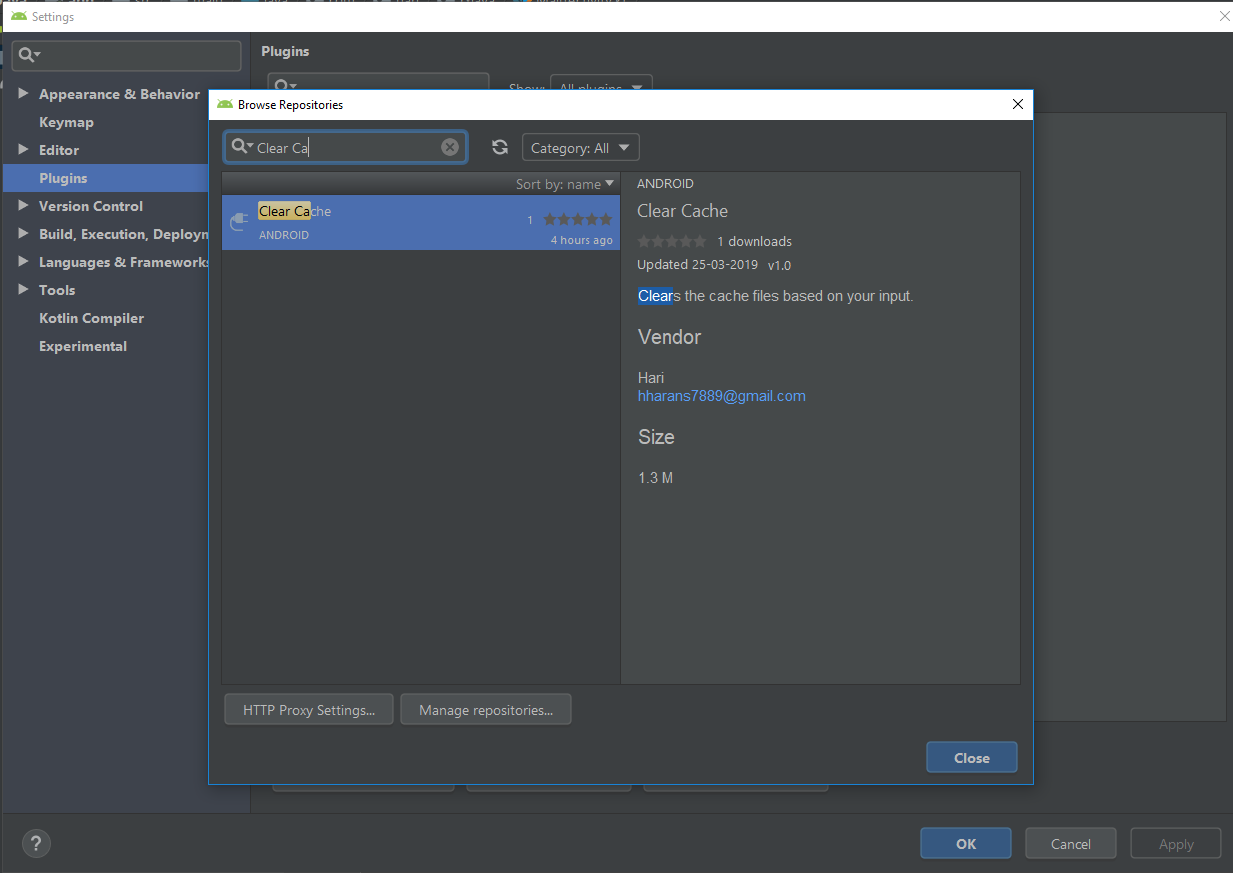 Settings
Plugins
Show: All plugins
Appearance & Behavior
Keymap
Editor
Plugins
Version Control
Build, Execution, Deployn
Languages & Frameworks
Tools
Kotlin Compiler
Experimental
Browse Repositories
Clear Ca
Category: All
Sort by: name
Clear Cache
1
ANDROID
4 hours ago
ANDROID
Clear Cache
1 downloads
Updated 25-03-2019 v1.0
Clears the cache files based on your input.
Vendor
Hari
hharans7889@gmail.com
Size
1.3 M
HTTP Proxy Settings...
Manage repositories...
Close
?
OK
Cancel
Apply